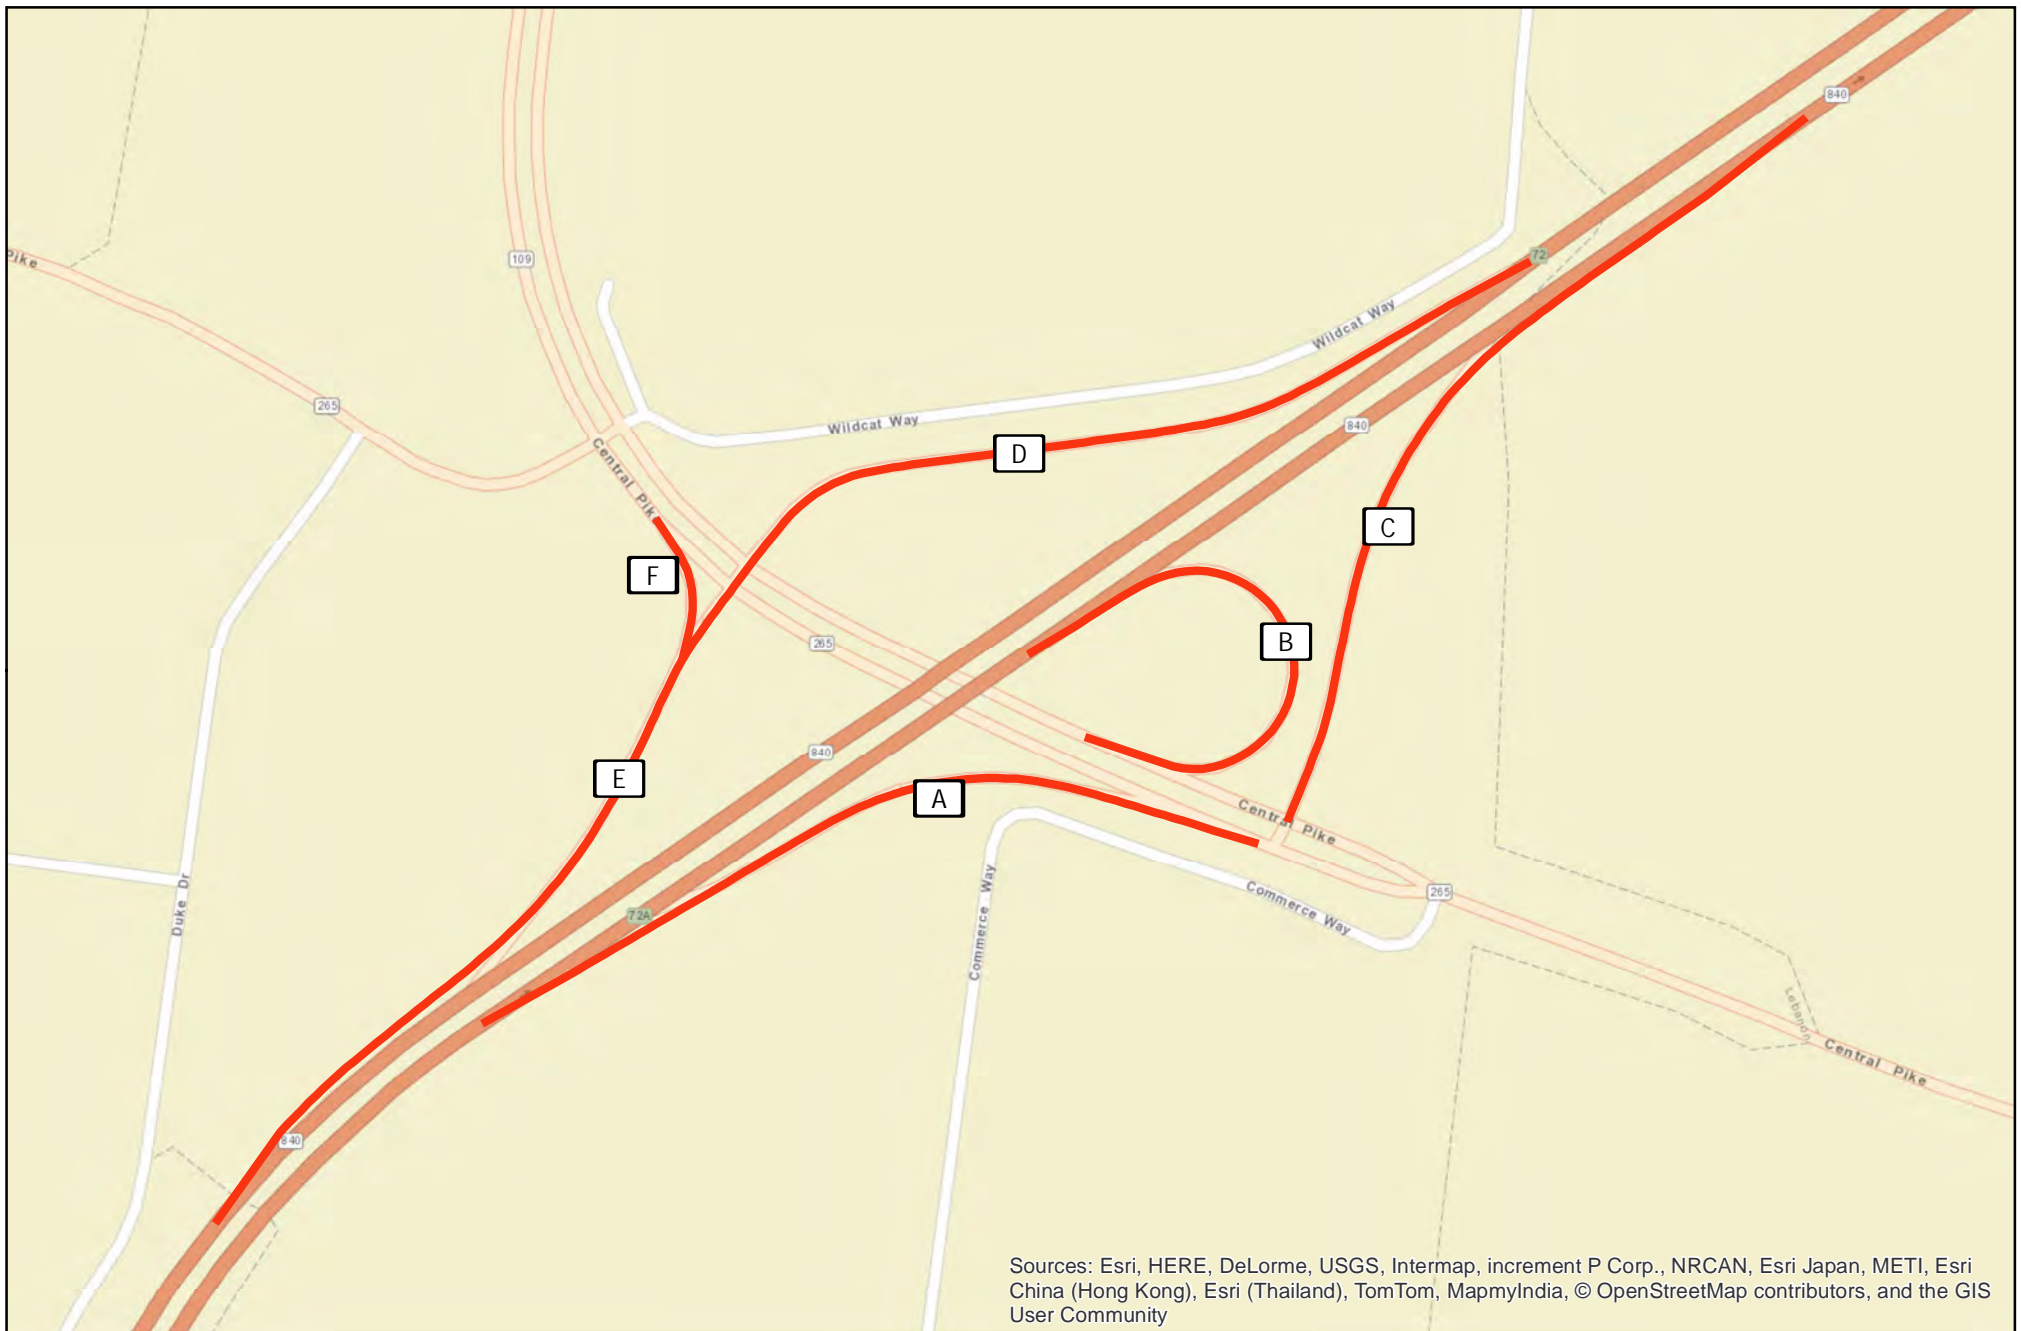 840
72
Pike
109
Wildcat Way
265
840
Wildcat Way
Central Pike
D
C
F
B
265
840
E
A
Central Pike
72A
Commerce Way
265
Duke Dr
Commerce Way
Lebanon
Central Pike
840
Sources: Esri, HERE, DeLorme, USGS, Intermap, increment P Corp., NRCAN, Esri Japan, METI, Esri
China (Hong Kong), Esri (Thailand), TomTom, MapmyIndia, © OpenStreetMap contributors, and the GIS
User Community